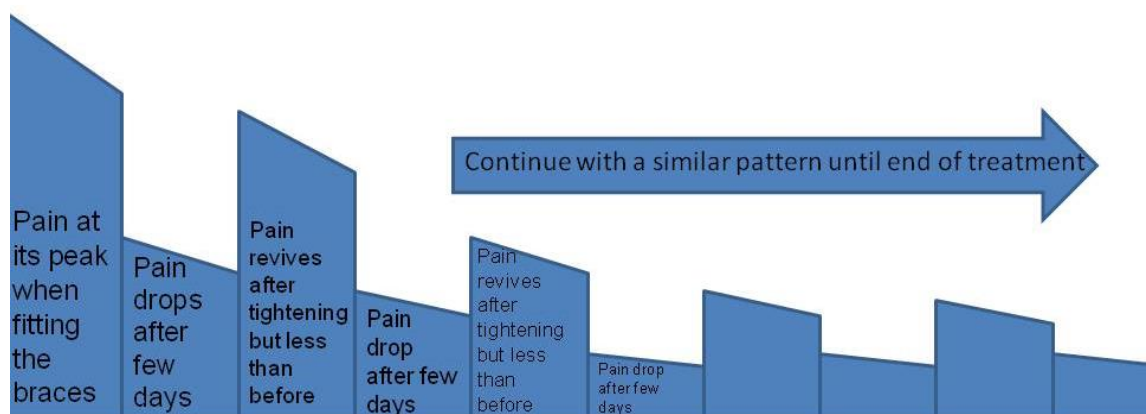 Continue with a similar pattern until end of treatment
Pain at
its peak
when
fitting
the
braces
Pain
drops
after
few
days
Pain
revives
after
tightening
but less
than
before
Pain
drop
after few
days
Pain
revives
after
tightening
but less
than
before
Pain drop
after few
days